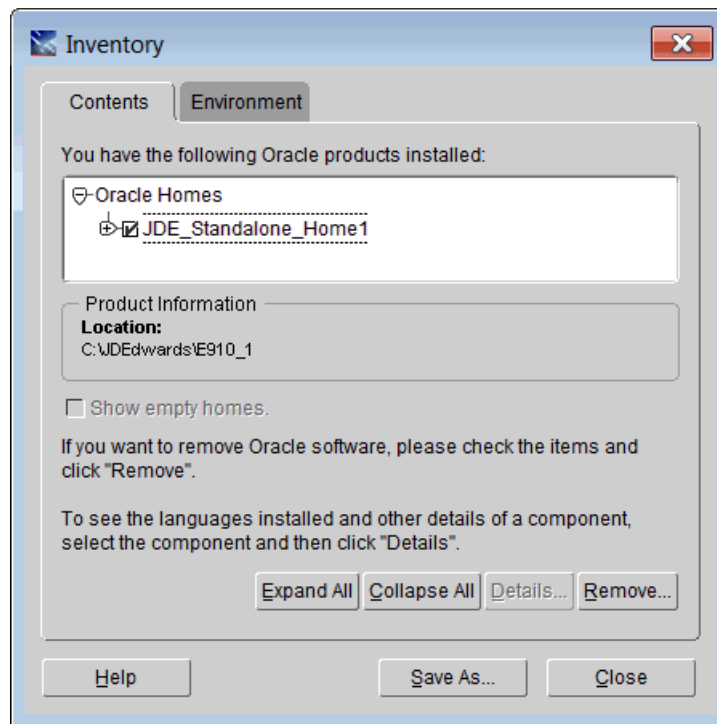 Inventory
Contents
Environment
You have the following Oracle products installed:
Oracle Homes
JDE_Standalone_Home1
Product Information
Location:
C:\JDEdwards\E910_1
Show empty homes.
If you want to remove Oracle software, please check the items and
click "Remove".
To see the languages installed and other details of a component,
select the component and then click "Details".
Expand All
Collapse All
Details...
Remove...
Help
Save As...
Close